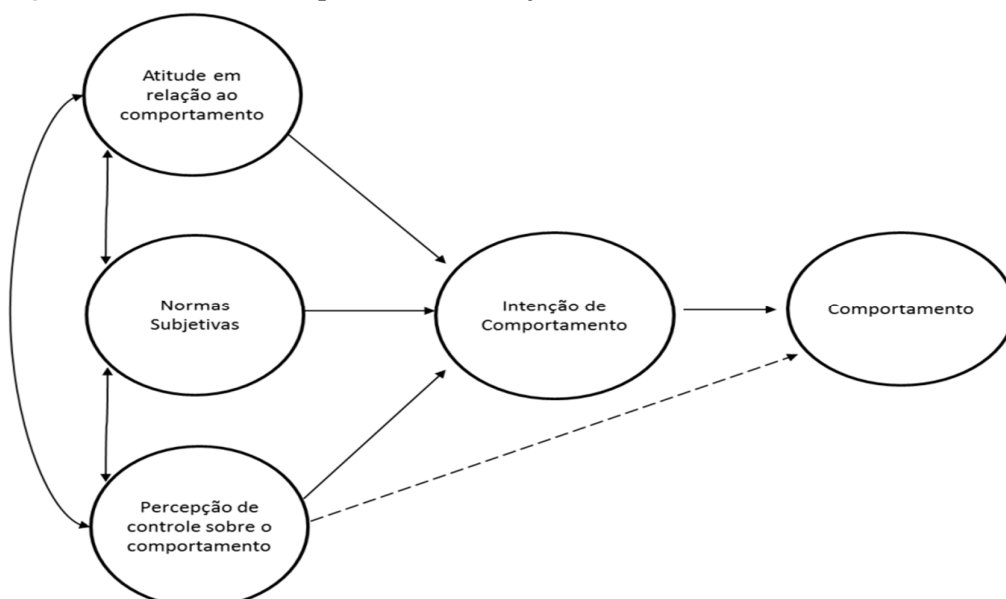 Atitude em
relação ao
comportamento
Normas
Subjetivas
Intenção de
Comportamento
Comportamento
Percepção de
controle sobre o
comportamento